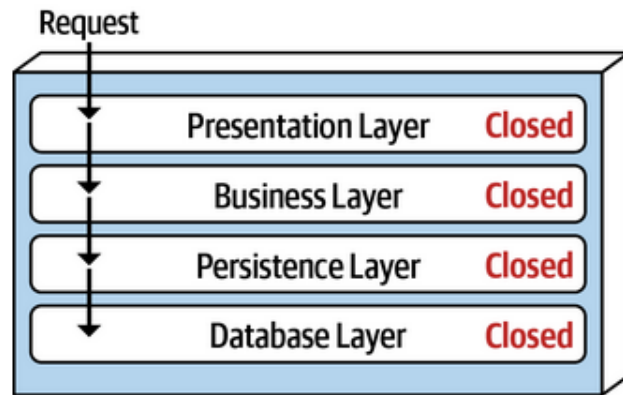 Request
Presentation Layer Closed
Business Layer Closed
Persistence Layer Closed
Database Layer Closed